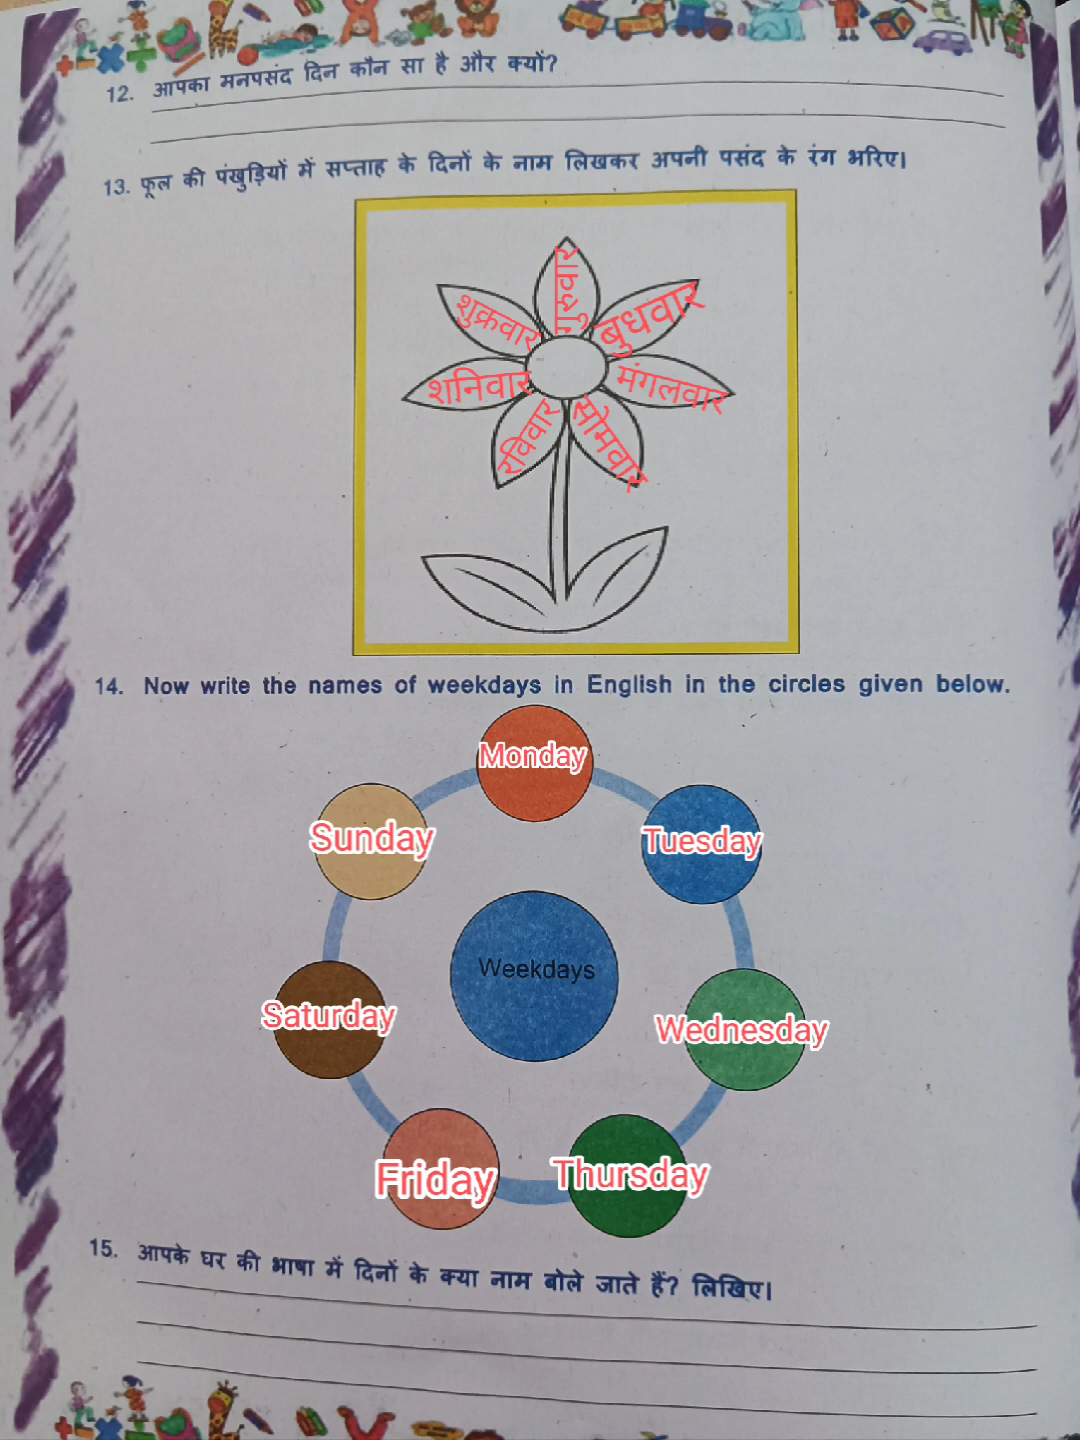 12. आपका मनपसंद दिन कौन सा है और क्यों?
13. फूल की पंखुड़ियों में सप्ताह के दिनों के नाम लिखकर अपनी पसंद के रंग भरिए।
गुरुवार
शुक्रवार
बुधवार
शनिवार
मंगलवार
रविवार
सोमवार
14. Now write the names of weekdays in English in the circles given below.
Monday
Sunday
Tuesday
Weekdays
Saturday
Wednesday
Friday
Thursday
15. आपके घर की भाषा में दिनों के क्या नाम बोले जाते हैं? लिखिए।